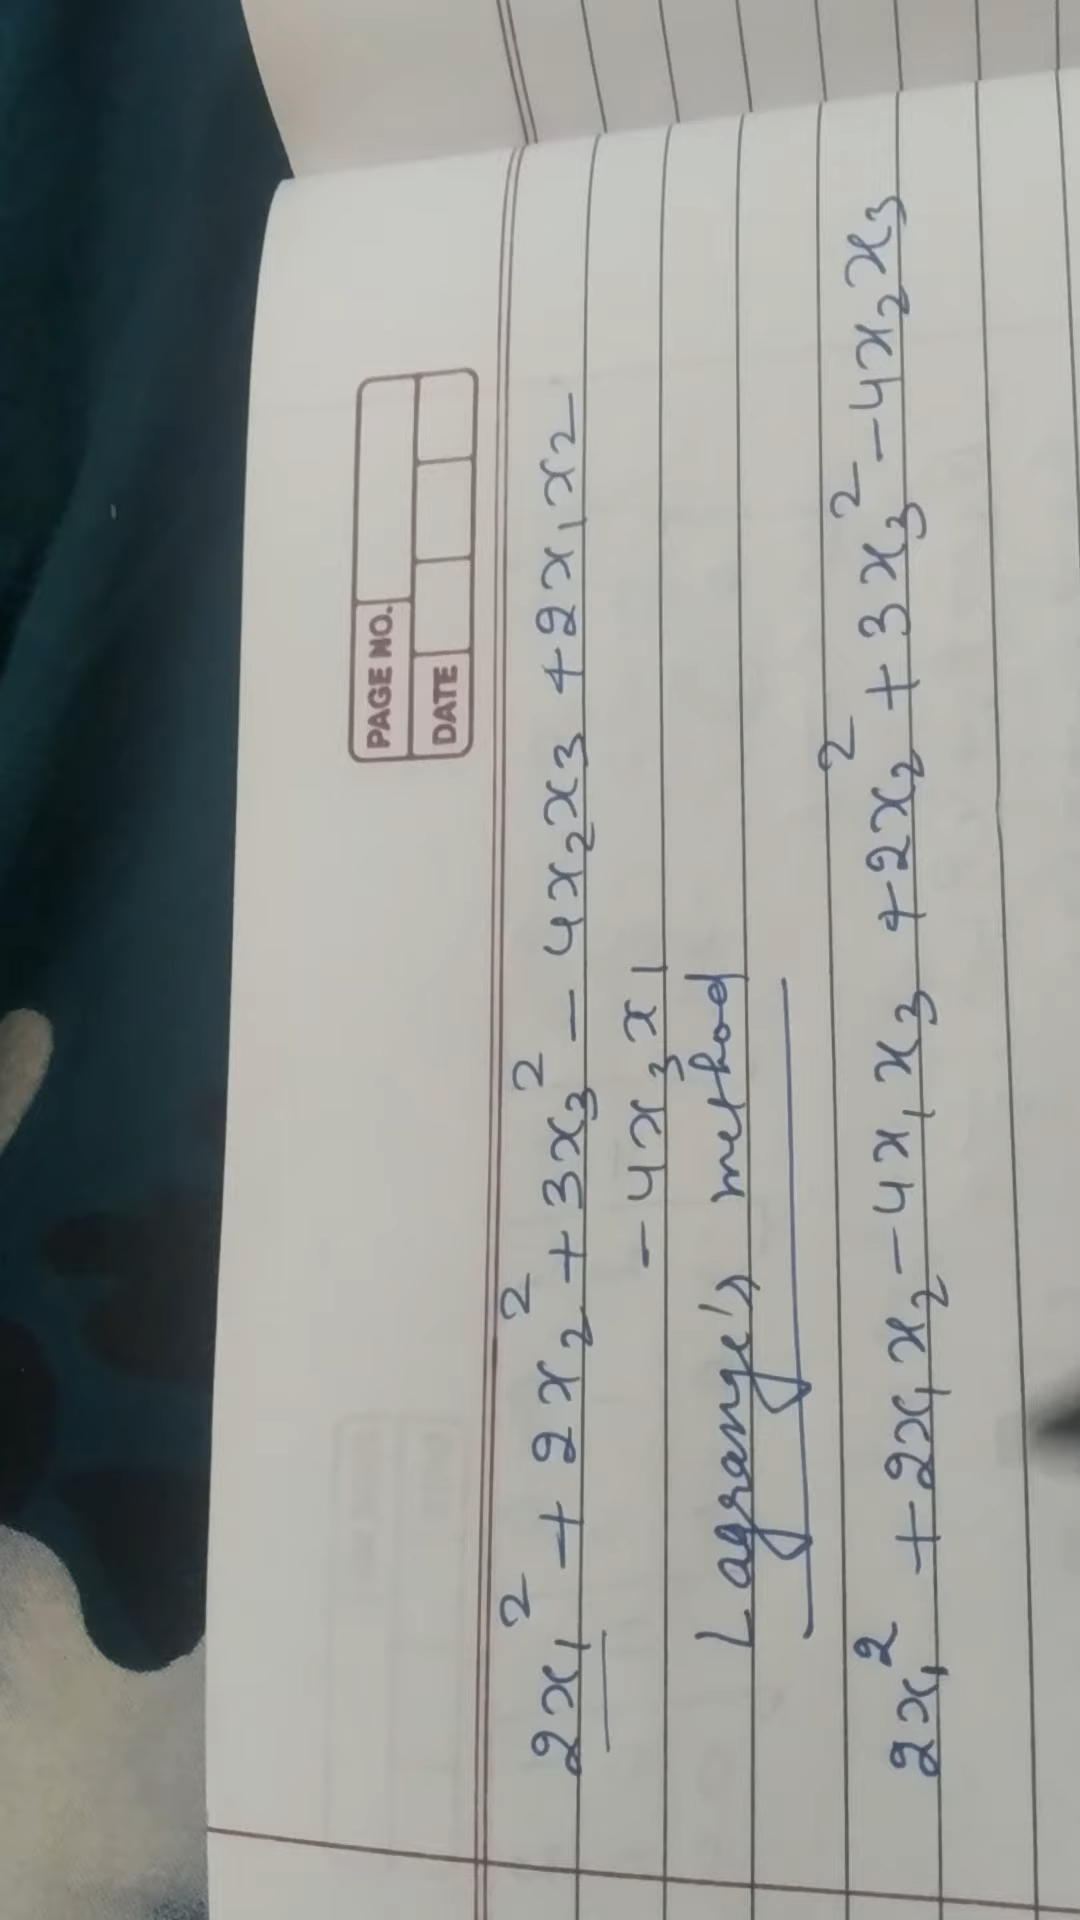 PAGE NO.
DATE
2x₁² + 2x₂² + 3x₃² - 4x₂x₃ + 2x₁x₂
- 4x₃x₁
Lagrange's method
2x₁² + 2x₁x₂ - 4x₁x₃ + 2x₂² + 3x₃² - 4x₂x₃